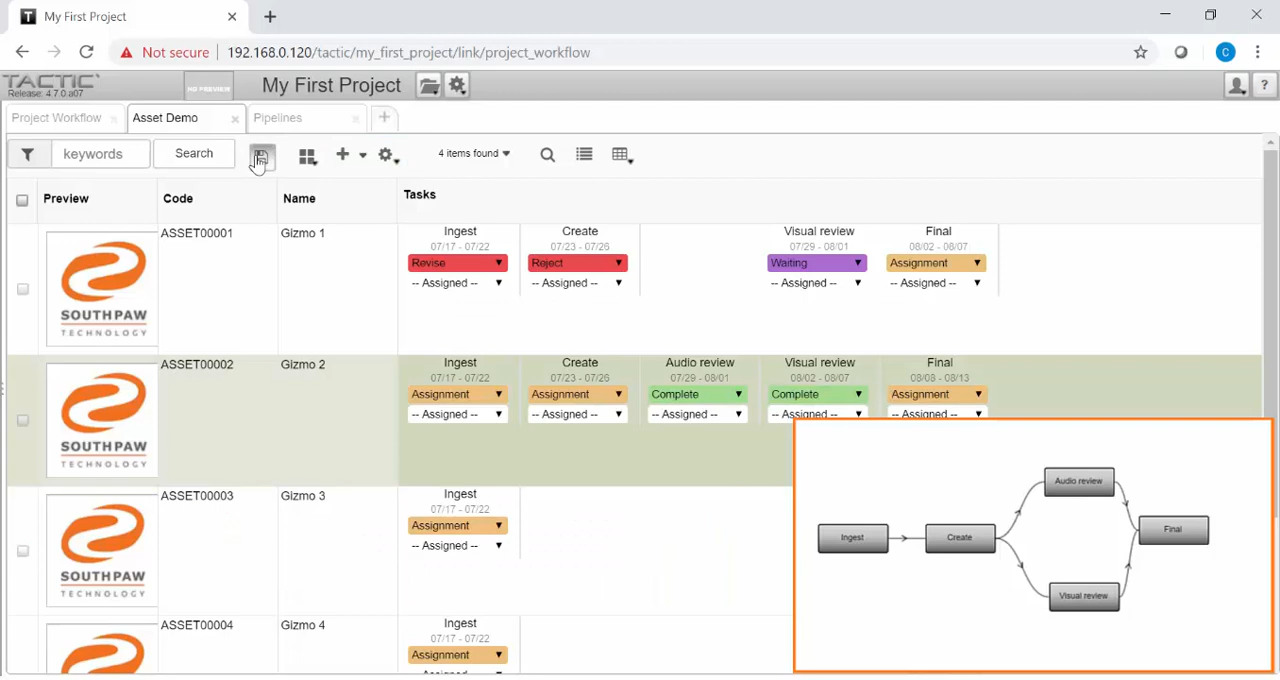 My First Project
Not secure 192.168.0.120/tactic/my_first_project/link/project_workflow
C
TACTIC
Release: 4.7.0.a07
HD PREVIEW
My First Project
?
Project Workflow
Asset Demo
Pipelines
keywords
Search
4 items found
Preview Code Name Tasks
ASSET00001 Gizmo 1
SOUTHPAW
TECHNOLOGY
Ingest Create Visual review Final
07/17 - 07/22 07/23 - 07/26 07/29 - 08/01 08/02 - 08/07
Revise Reject Waiting Assignment
-- Assigned -- -- Assigned -- -- Assigned -- -- Assigned --
ASSET00002 Gizmo 2
SOUTHPAW
TECHNOLOGY
Ingest Create Audio review Visual review Final
07/17 - 07/22 07/23 - 07/26 07/29 - 08/01 08/02 - 08/07 08/08 - 08/13
Assignment Assignment Complete Complete Assignment
-- Assigned -- -- Assigned -- -- Assigned -- -- Assigned -- -- Assigned --
ASSET00003 Gizmo 3
SOUTHPAW
TECHNOLOGY
Ingest
07/17 - 07/22
Assignment
-- Assigned --
ASSET00004 Gizmo 4
Ingest
07/17 - 07/22
Assignment
Ingest
Create
Audio review
Visual review
Final